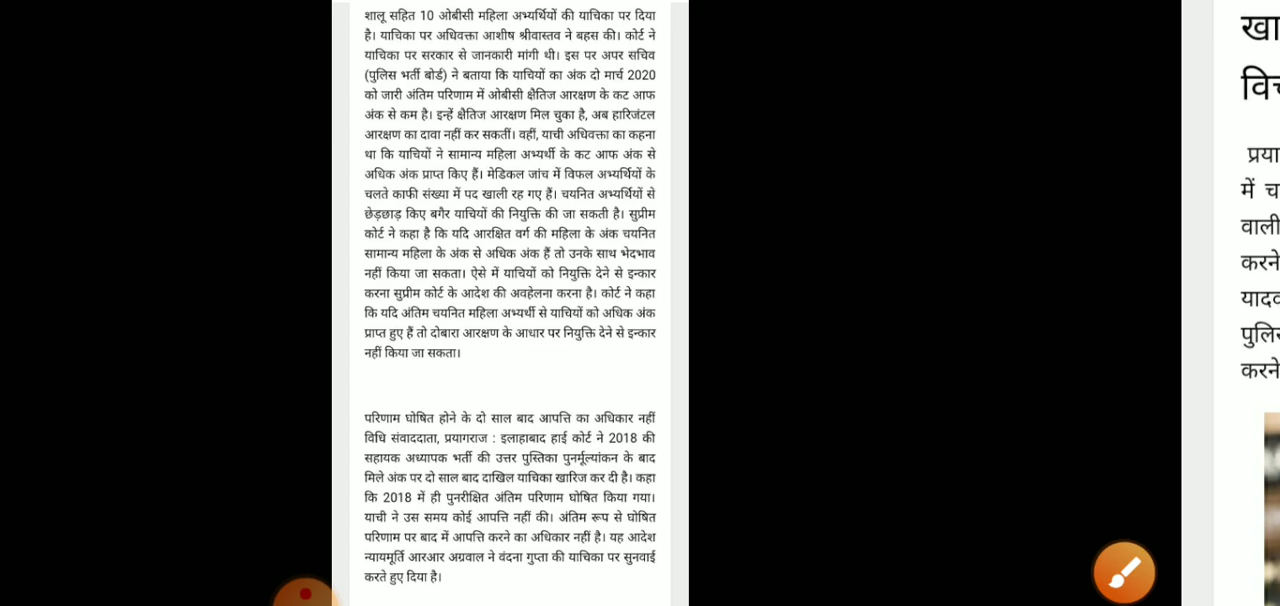 शालू सहित 10 ओबीसी महिला अभ्यर्थियों की याचिका पर दिया
है। याचिका पर अधिवक्ता आशीष श्रीवास्तव ने बहस की। कोर्ट ने
याचिका पर सरकार से जानकारी मांगी थी। इस पर अपर सचिव
(पुलिस भर्ती बोर्ड) ने बताया कि याचियों का अंक दो मार्च 2020
को जारी अंतिम परिणाम में ओबीसी क्षैतिज आरक्षण के कट आफ
अंक से कम है। इन्हें क्षैतिज आरक्षण मिल चुका है, अब हारिजंटल
आरक्षण का दावा नहीं कर सकतीं। वहीं, याची अधिवक्ता का कहना
था कि याचियों ने सामान्य महिला अभ्यर्थी के कट आफ अंक से
अधिक अंक प्राप्त किए हैं। मेडिकल जांच में विफल अभ्यर्थियों के
चलते काफी संख्या में पद खाली रह गए हैं। चयनित अभ्यर्थियों से
छेड़छाड़ किए बगैर याचियों की नियुक्ति की जा सकती है। सुप्रीम
कोर्ट ने कहा है कि यदि आरक्षित वर्ग की महिला के अंक चयनित
सामान्य महिला के अंक से अधिक अंक हैं तो उनके साथ भेदभाव
नहीं किया जा सकता। ऐसे में याचियों को नियुक्ति देने से इन्कार
करना सुप्रीम कोर्ट के आदेश की अवहेलना करना है। कोर्ट ने कहा
कि यदि अंतिम चयनित महिला अभ्यर्थी से याचियों को अधिक अंक
प्राप्त हुए हैं तो दोबारा आरक्षण के आधार पर नियुक्ति देने से इन्कार
नहीं किया जा सकता।
परिणाम घोषित होने के दो साल बाद आपत्ति का अधिकार नहीं
विधि संवाददाता, प्रयागराज : इलाहाबाद हाई कोर्ट ने 2018 की
सहायक अध्यापक भर्ती की उत्तर पुस्तिका पुनर्मूल्यांकन के बाद
मिले अंक पर दो साल बाद दाखिल याचिका खारिज कर दी है। कहा
कि 2018 में ही पुनरीक्षित अंतिम परिणाम घोषित किया गया।
याची ने उस समय कोई आपत्ति नहीं की। अंतिम रूप से घोषित
परिणाम पर बाद में आपत्ति करने का अधिकार नहीं है। यह आदेश
न्यायमूर्ति आरआर अग्रवाल ने वंदना गुप्ता की याचिका पर सुनवाई
करते हुए दिया है।
खा
प्रया
में च
वाली
करने
यादव
करने